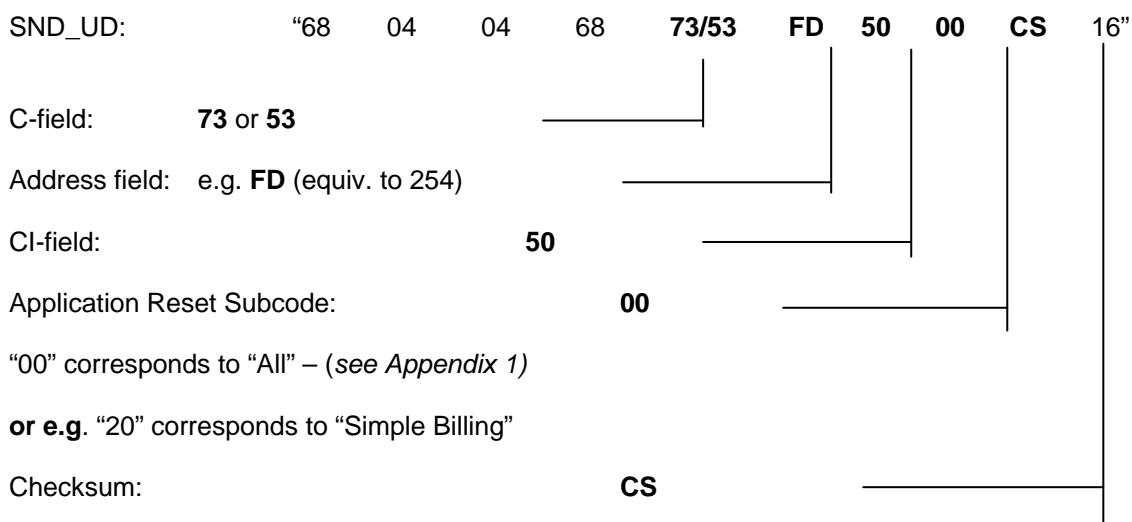 SND_UD: “68 04 04 68 73/53 FD 50 00 CS 16”
C-field: 73 or 53
Address field: e.g. FD (equiv. to 254)
CI-field: 50
Application Reset Subcode: 00
“00” corresponds to “All” – (see Appendix 1)
or e.g. “20” corresponds to “Simple Billing”
Checksum: CS